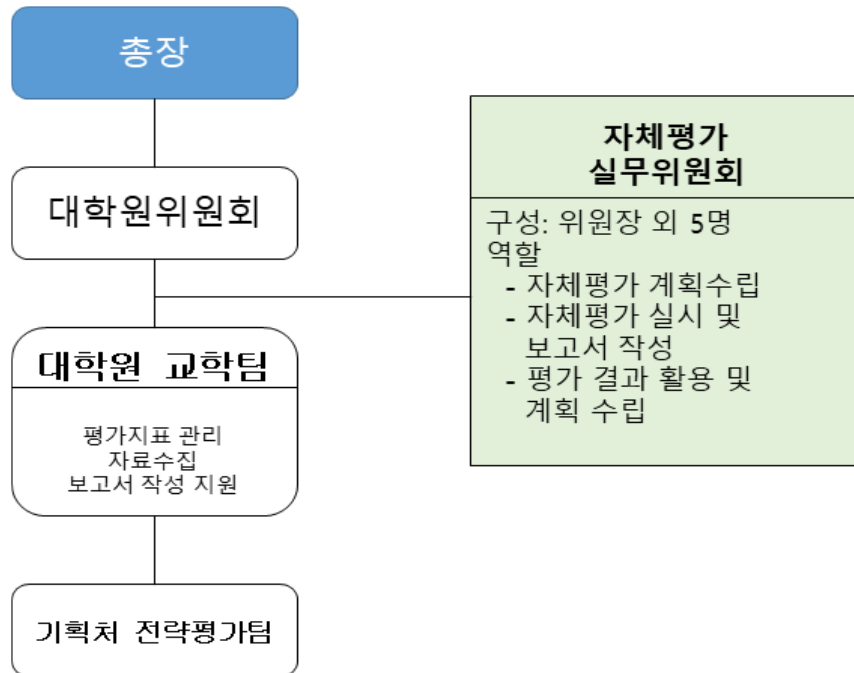 총장
대학원위원회
자체평가
실무위원회
구성: 위원장 외 5명
역할
- 자체평가 계획수립
- 자체평가 실시 및
보고서 작성
- 평가 결과 활용 및
계획 수립
대학원 교학팀
평가지표 관리
자료수집
보고서 작성 지원
기획처 전략평가팀